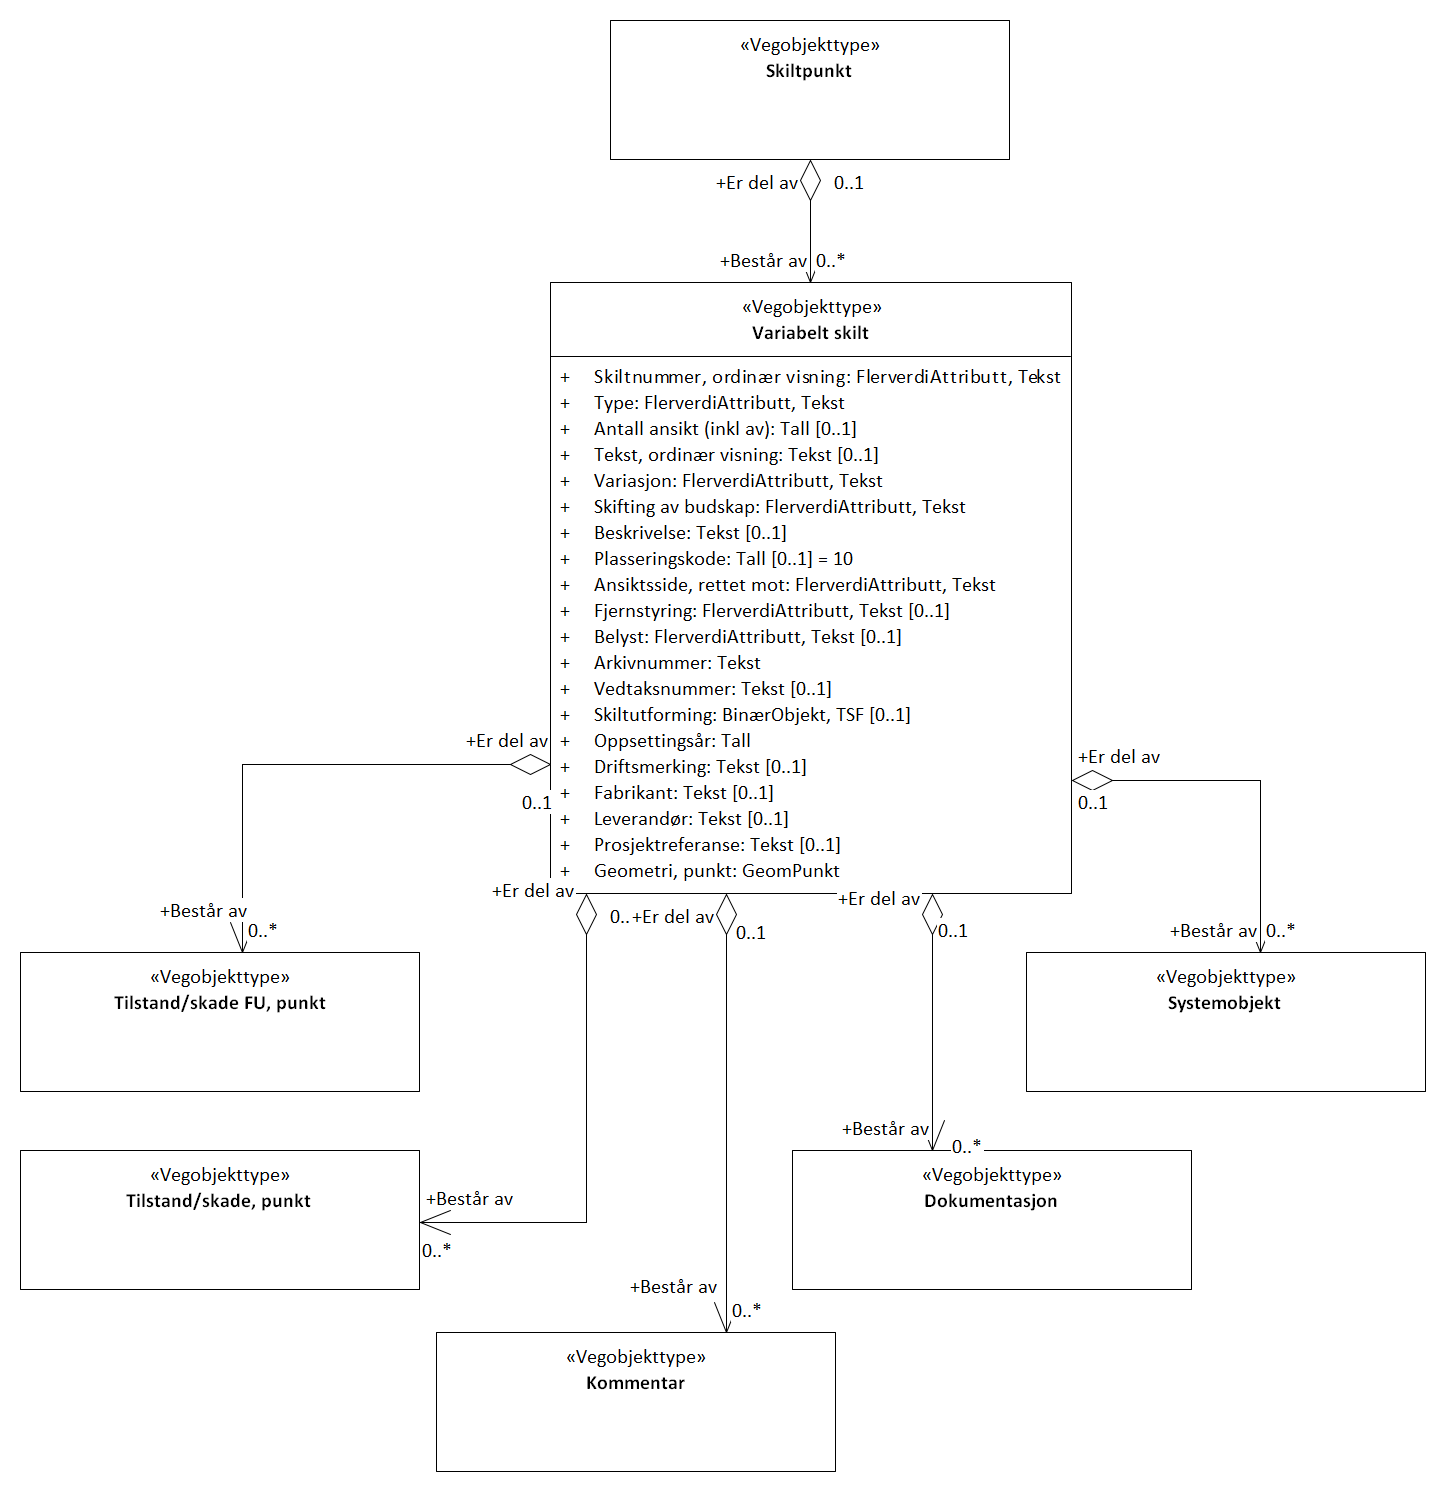 «Vegobjekttype»
Skiltpunkt
+Er del av 0..1
+Består av 0..*
«Vegobjekttype»
Variabelt skilt
+ Skiltnummer, ordinær visning: FlerverdiAttributt, Tekst
+ Type: FlerverdiAttributt, Tekst
+ Antall ansikt (inkl av): Tall [0..1]
+ Tekst, ordinær visning: Tekst [0..1]
+ Variasjon: FlerverdiAttributt, Tekst
+ Skifting av budskap: FlerverdiAttributt, Tekst
+ Beskrivelse: Tekst [0..1]
+ Plasseringskode: Tall [0..1] = 10
+ Ansiktsside, rettet mot: FlerverdiAttributt, Tekst
+ Fjernstyring: FlerverdiAttributt, Tekst [0..1]
+ Belyst: FlerverdiAttributt, Tekst [0..1]
+ Arkivnummer: Tekst
+ Vedtaksnummer: Tekst [0..1]
+ Skiltutforming: BinærObjekt, TSF [0..1]
+ Oppsettingsår: Tall
+ Driftsmerking: Tekst [0..1]
+ Fabrikant: Tekst [0..1]
+ Leverandør: Tekst [0..1]
+ Prosjektreferanse: Tekst [0..1]
+ Geometri, punkt: GeomPunkt
+Er del av
0..1
+Er del av
0..1
+Er del av
0..
+Er del av
0..1
+Er del av
0..1
+Består av
0..*
«Vegobjekttype»
Tilstand/skade FU, punkt
+Består av 0..*
«Vegobjekttype»
Systemobjekt
+Består av
0..*
«Vegobjekttype»
Tilstand/skade, punkt
+Består av
0..*
«Vegobjekttype»
Dokumentasjon
+Består av
0..*
«Vegobjekttype»
Kommentar